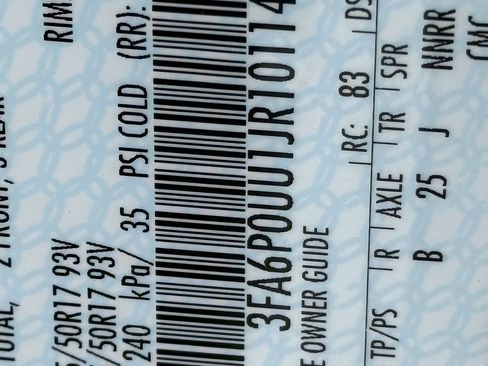 TOTAL, 2 FRONT, 3 REAR
RIM
/50R17 93V
/50R17 93V
240 kPa/ 35 PSI COLD (RR):
3FA6P0UU1JR10114
E OWNER GUIDE
RC: 83 DS
TP/PS R AXLE TR SPR
B 25 J NNRR
CMC